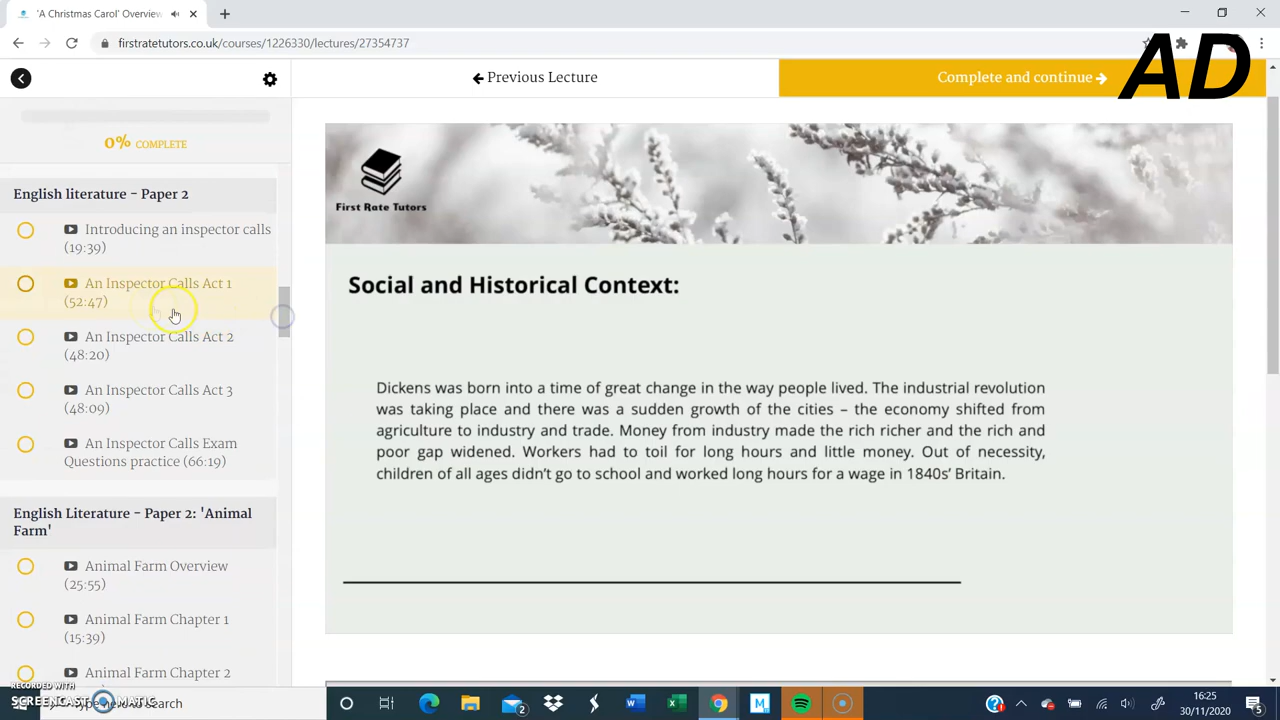 'A Christmas Carol' Overview
firstratetutors.co.uk/courses/1226330/lectures/27354737
AD
Previous Lecture
Complete and continue
0% COMPLETE
English literature - Paper 2
Introducing an inspector calls
(19:39)
An Inspector Calls Act 1
(52:47)
An Inspector Calls Act 2
(48:20)
An Inspector Calls Act 3
(48:09)
An Inspector Calls Exam
Questions practice (66:19)
English Literature - Paper 2: 'Animal
Farm'
Animal Farm Overview
(25:55)
Animal Farm Chapter 1
(15:39)
Animal Farm Chapter 2
First Rate Tutors
Social and Historical Context:
Dickens was born into a time of great change in the way people lived. The industrial revolution
was taking place and there was a sudden growth of the cities – the economy shifted from
agriculture to industry and trade. Money from industry made the rich richer and the rich and
poor gap widened. Workers had to toil for long hours and little money. Out of necessity,
children of all ages didn't go to school and worked long hours for a wage in 1840s' Britain.
RECORDED WITH
SCREENCAST MATIC
search
2
16:25
30/11/2020
5